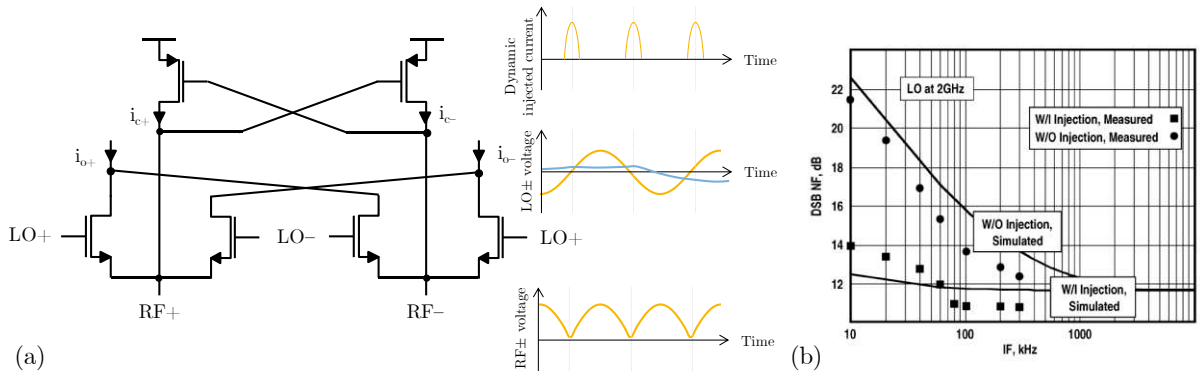 i_c+
i_c-
i_o+
i_o-
LO+
LO−
LO+
RF+
RF−
(a)
Dynamic
injected current
Time
LO± voltage
Time
RF± voltage
Time
LO at 2GHz
W/I Injection, Measured
W/O Injection, Measured
W/O Injection,
Simulated
W/I Injection,
Simulated
DSB NF, dB
22
20
18
16
14
12
10
100
1000
IF, kHz
(b)